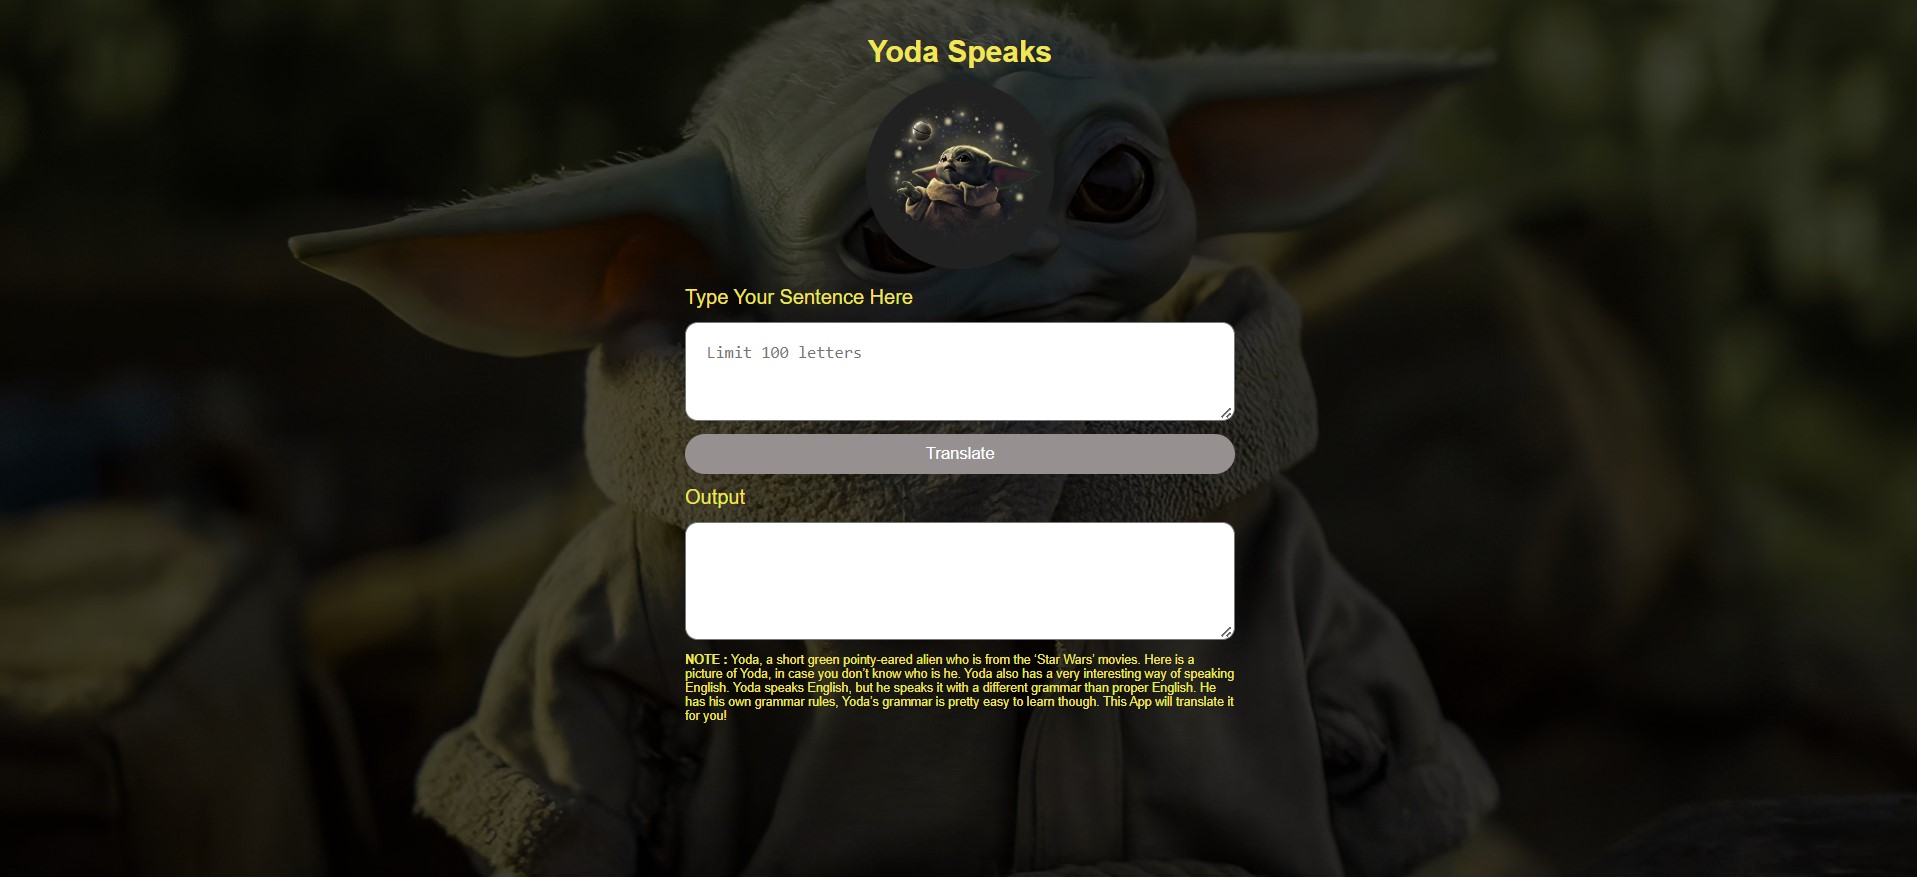 Yoda Speaks
Type Your Sentence Here
Limit 100 letters
Translate
Output
NOTE : Yoda, a short green pointy-eared alien who is from the ‘Star Wars’ movies. Here is a
picture of Yoda, in case you don’t know who is he. Yoda also has a very interesting way of speaking
English. Yoda speaks English, but he speaks it with a different grammar than proper English. He
has his own grammar rules, Yoda’s grammar is pretty easy to learn though. This App will translate it
for you!